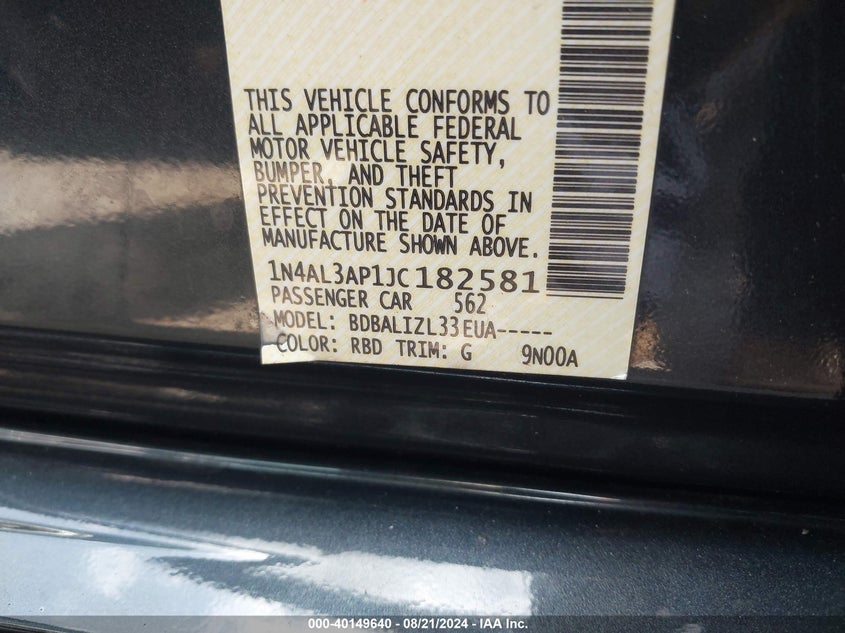 THIS VEHICLE CONFORMS TO
ALL APPLICABLE FEDERAL
MOTOR VEHICLE SAFETY,
BUMPER, AND THEFT
PREVENTION STANDARDS IN
EFFECT ON THE DATE OF
MANUFACTURE SHOWN ABOVE.
1N4AL3AP1JC182581
PASSENGER CAR 562
MODEL: BDBALIZL33EUA-----
COLOR: RBD TRIM: G 9N00A
000-40149640 - 08/21/2024 - IAA Inc.